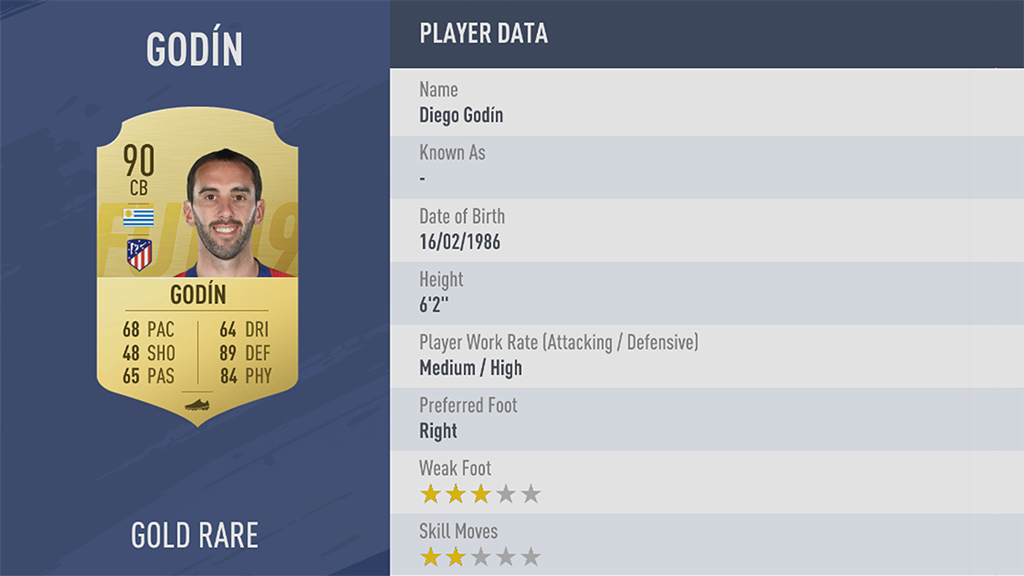 GODÍN
90
CB
FUT 19
GODÍN
68 PAC 64 DRI
48 SHO 89 DEF
65 PAS 84 PHY
GOLD RARE
PLAYER DATA
Name
Diego Godín
Known As
-
Date of Birth
16/02/1986
Height
6'2"
Player Work Rate (Attacking / Defensive)
Medium / High
Preferred Foot
Right
Weak Foot
Skill Moves